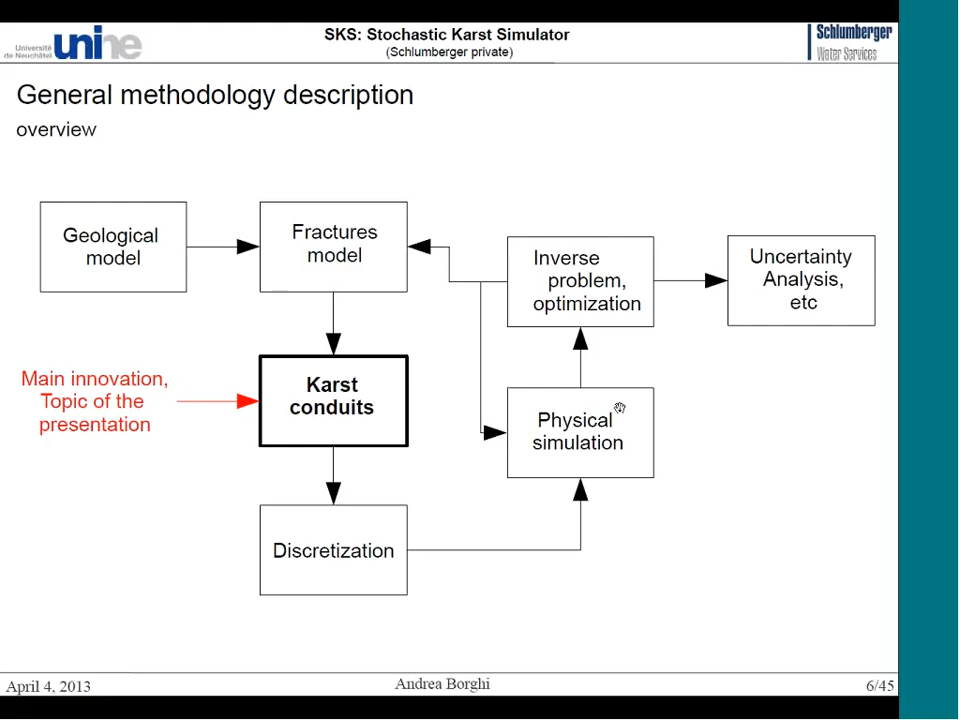 Université
de Neuchâtel
unine
SKS: Stochastic Karst Simulator
(Schlumberger private)
Schlumberger
Water Services
General methodology description
overview
Geological
model
Fractures
model
Inverse
problem,
optimization
Uncertainty
Analysis,
etc
Main innovation,
Topic of the
presentation
Karst
conduits
Physical
simulation
Discretization
April 4, 2013
Andrea Borghi
6/45